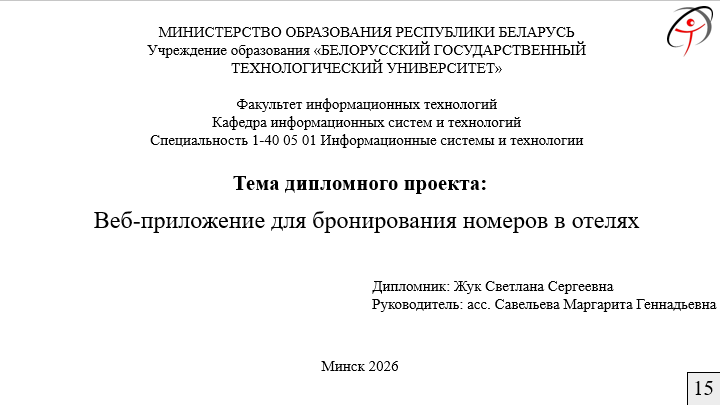 МИНИСТЕРСТВО ОБРАЗОВАНИЯ РЕСПУБЛИКИ БЕЛАРУСЬ
Учреждение образования «БЕЛОРУССКИЙ ГОСУДАРСТВЕННЫЙ
ТЕХНОЛОГИЧЕСКИЙ УНИВЕРСИТЕТ»
Факультет информационных технологий
Кафедра информационных систем и технологий
Специальность 1-40 05 01 Информационные системы и технологии
Тема дипломного проекта:
Веб-приложение для бронирования номеров в отелях
Дипломник: Жук Светлана Сергеевна
Руководитель: асс. Савельева Маргарита Геннадьевна
Минск 2026
15